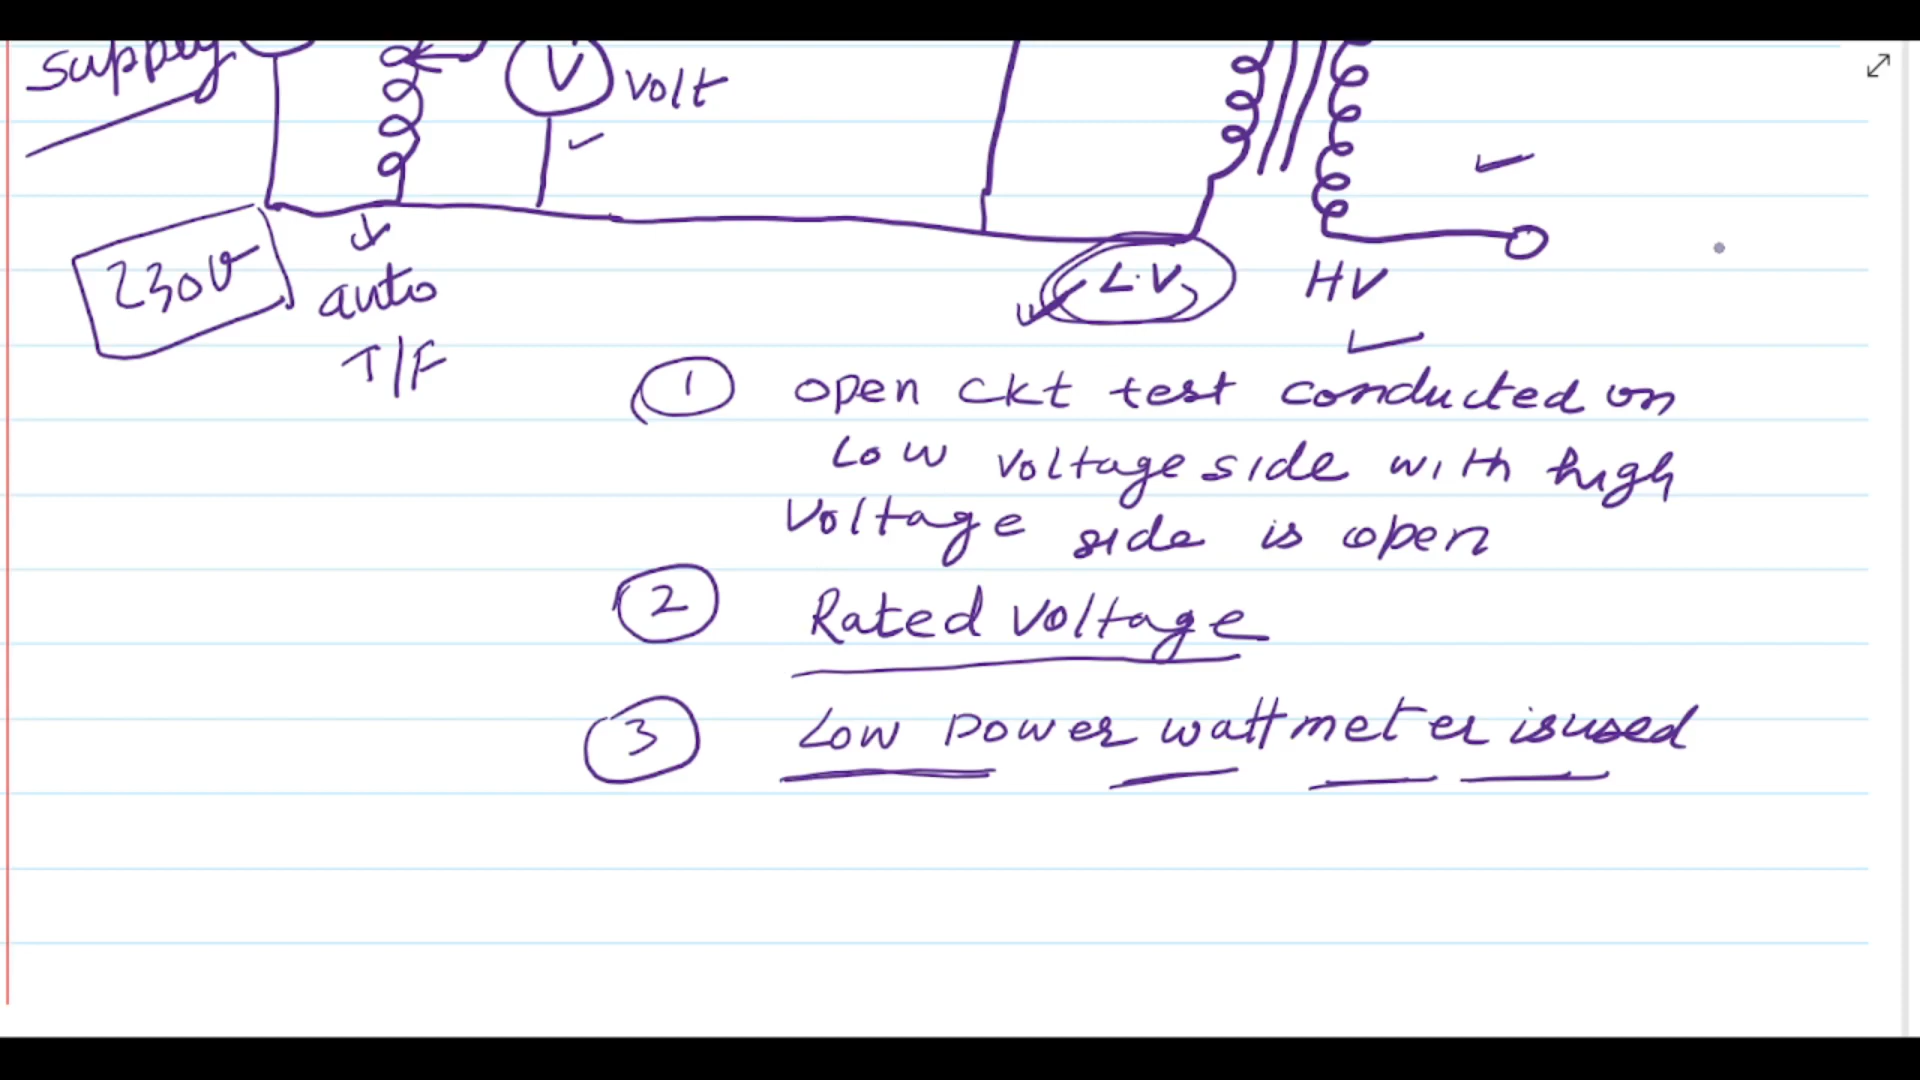 supply
V volt
230V
auto
T/F
L.V
HV
1 open ckt test conducted on
Low voltage side with high
voltage side is open
2 Rated voltage
3 Low power wattmeter is used